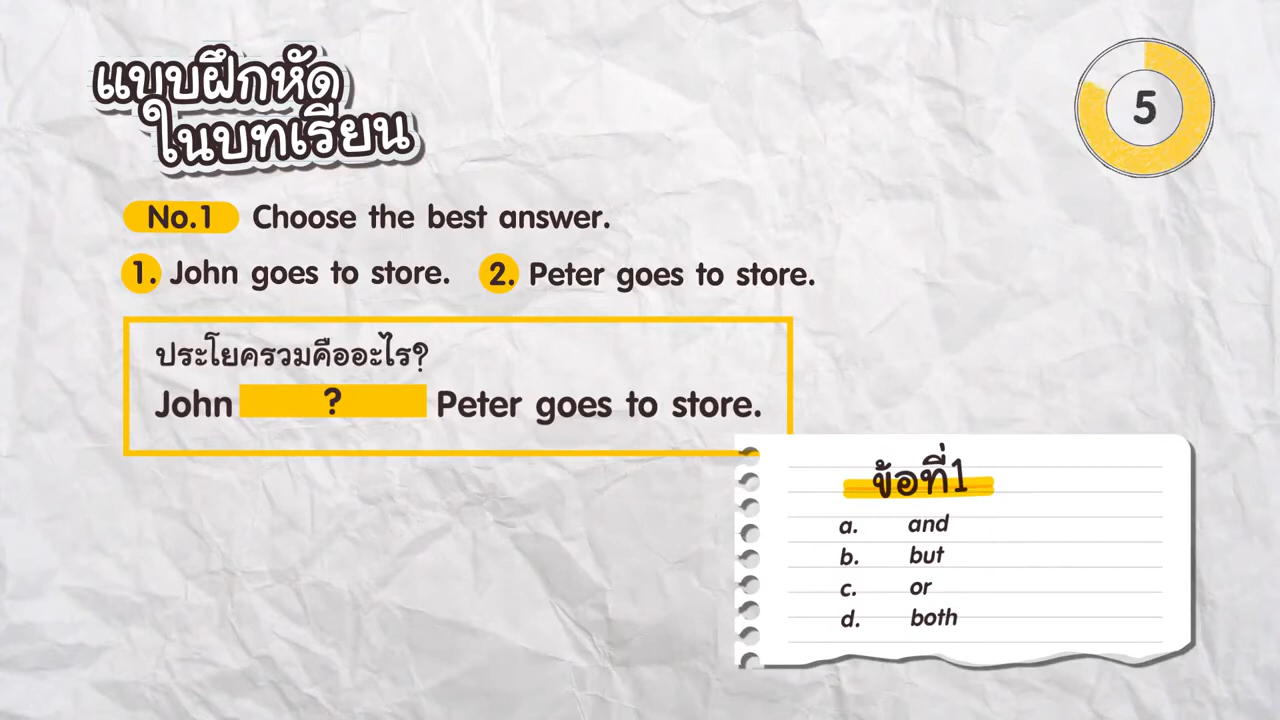 แบบฝึกหัด
ในบทเรียน
5
No.1 Choose the best answer.
1. John goes to store. 2. Peter goes to store.
ประโยครวมคืออะไร?
John ? Peter goes to store.
ข้อที่1
a. and
b. but
c. or
d. both